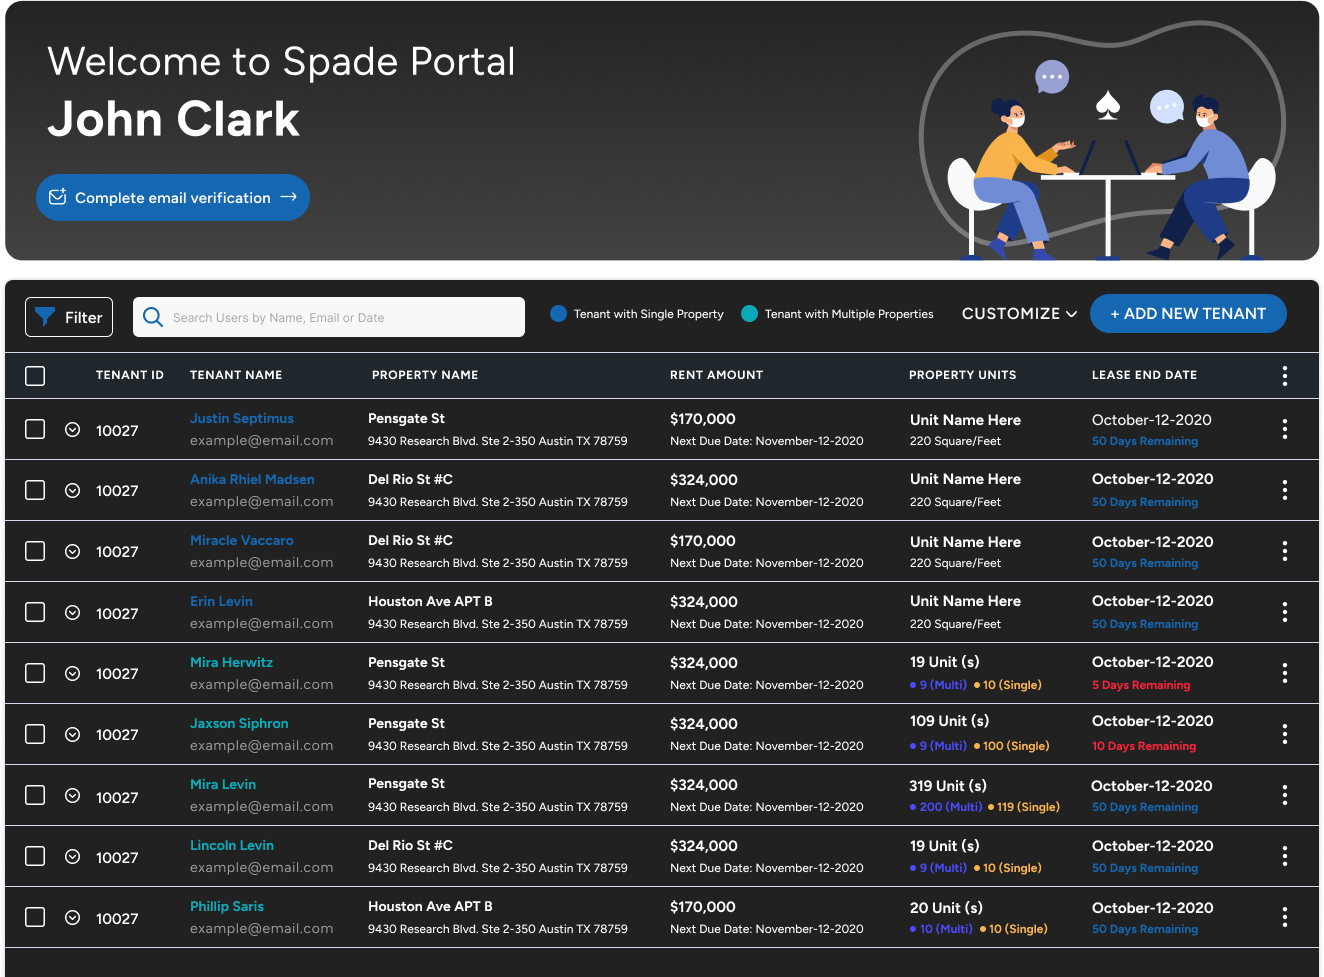 Welcome to Spade Portal
John Clark
Complete email verification
Filter
Search Users by Name, Email or Date
Tenant with Single Property
Tenant with Multiple Properties
CUSTOMIZE
+ ADD NEW TENANT
TENANT ID TENANT NAME PROPERTY NAME RENT AMOUNT PROPERTY UNITS LEASE END DATE
10027
Justin Septimus
example@email.com
Pensgate St
9430 Research Blvd. Ste 2-350 Austin TX 78759
$170,000
Next Due Date: November-12-2020
Unit Name Here
220 Square/Feet
October-12-2020
50 Days Remaining
10027
Anika Rhiel Madsen
example@email.com
Del Rio St #C
9430 Research Blvd. Ste 2-350 Austin TX 78759
$324,000
Next Due Date: November-12-2020
Unit Name Here
220 Square/Feet
October-12-2020
50 Days Remaining
10027
Miracle Vaccaro
example@email.com
Del Rio St #C
9430 Research Blvd. Ste 2-350 Austin TX 78759
$170,000
Next Due Date: November-12-2020
Unit Name Here
220 Square/Feet
October-12-2020
50 Days Remaining
10027
Erin Levin
example@email.com
Houston Ave APT B
9430 Research Blvd. Ste 2-350 Austin TX 78759
$324,000
Next Due Date: November-12-2020
Unit Name Here
220 Square/Feet
October-12-2020
50 Days Remaining
10027
Mira Herwitz
example@email.com
Pensgate St
9430 Research Blvd. Ste 2-350 Austin TX 78759
$324,000
Next Due Date: November-12-2020
19 Unit (s)
9 (Multi) 10 (Single)
October-12-2020
5 Days Remaining
10027
Jaxson Siphron
example@email.com
Pensgate St
9430 Research Blvd. Ste 2-350 Austin TX 78759
$324,000
Next Due Date: November-12-2020
109 Unit (s)
9 (Multi) 100 (Single)
October-12-2020
10 Days Remaining
10027
Mira Levin
example@email.com
Pensgate St
9430 Research Blvd. Ste 2-350 Austin TX 78759
$324,000
Next Due Date: November-12-2020
319 Unit (s)
200 (Multi) 119 (Single)
October-12-2020
50 Days Remaining
10027
Lincoln Levin
example@email.com
Del Rio St #C
9430 Research Blvd. Ste 2-350 Austin TX 78759
$324,000
Next Due Date: November-12-2020
19 Unit (s)
9 (Multi) 10 (Single)
October-12-2020
50 Days Remaining
10027
Phillip Saris
example@email.com
Houston Ave APT B
9430 Research Blvd. Ste 2-350 Austin TX 78759
$170,000
Next Due Date: November-12-2020
20 Unit (s)
10 (Multi) 10 (Single)
October-12-2020
50 Days Remaining